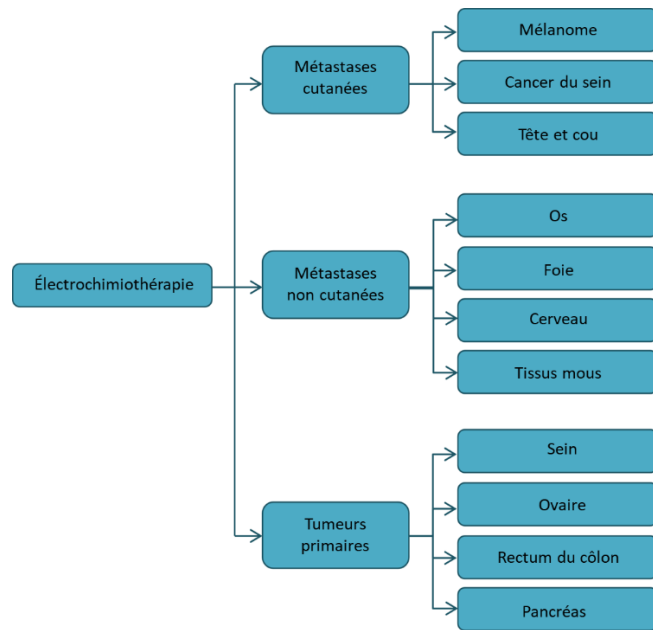 Électrochimiothérapie
Métastases
cutanées
Mélanome
Cancer du sein
Tête et cou
Métastases
non cutanées
Os
Foie
Cerveau
Tissus mous
Tumeurs
primaires
Sein
Ovaire
Rectum du côlon
Pancréas